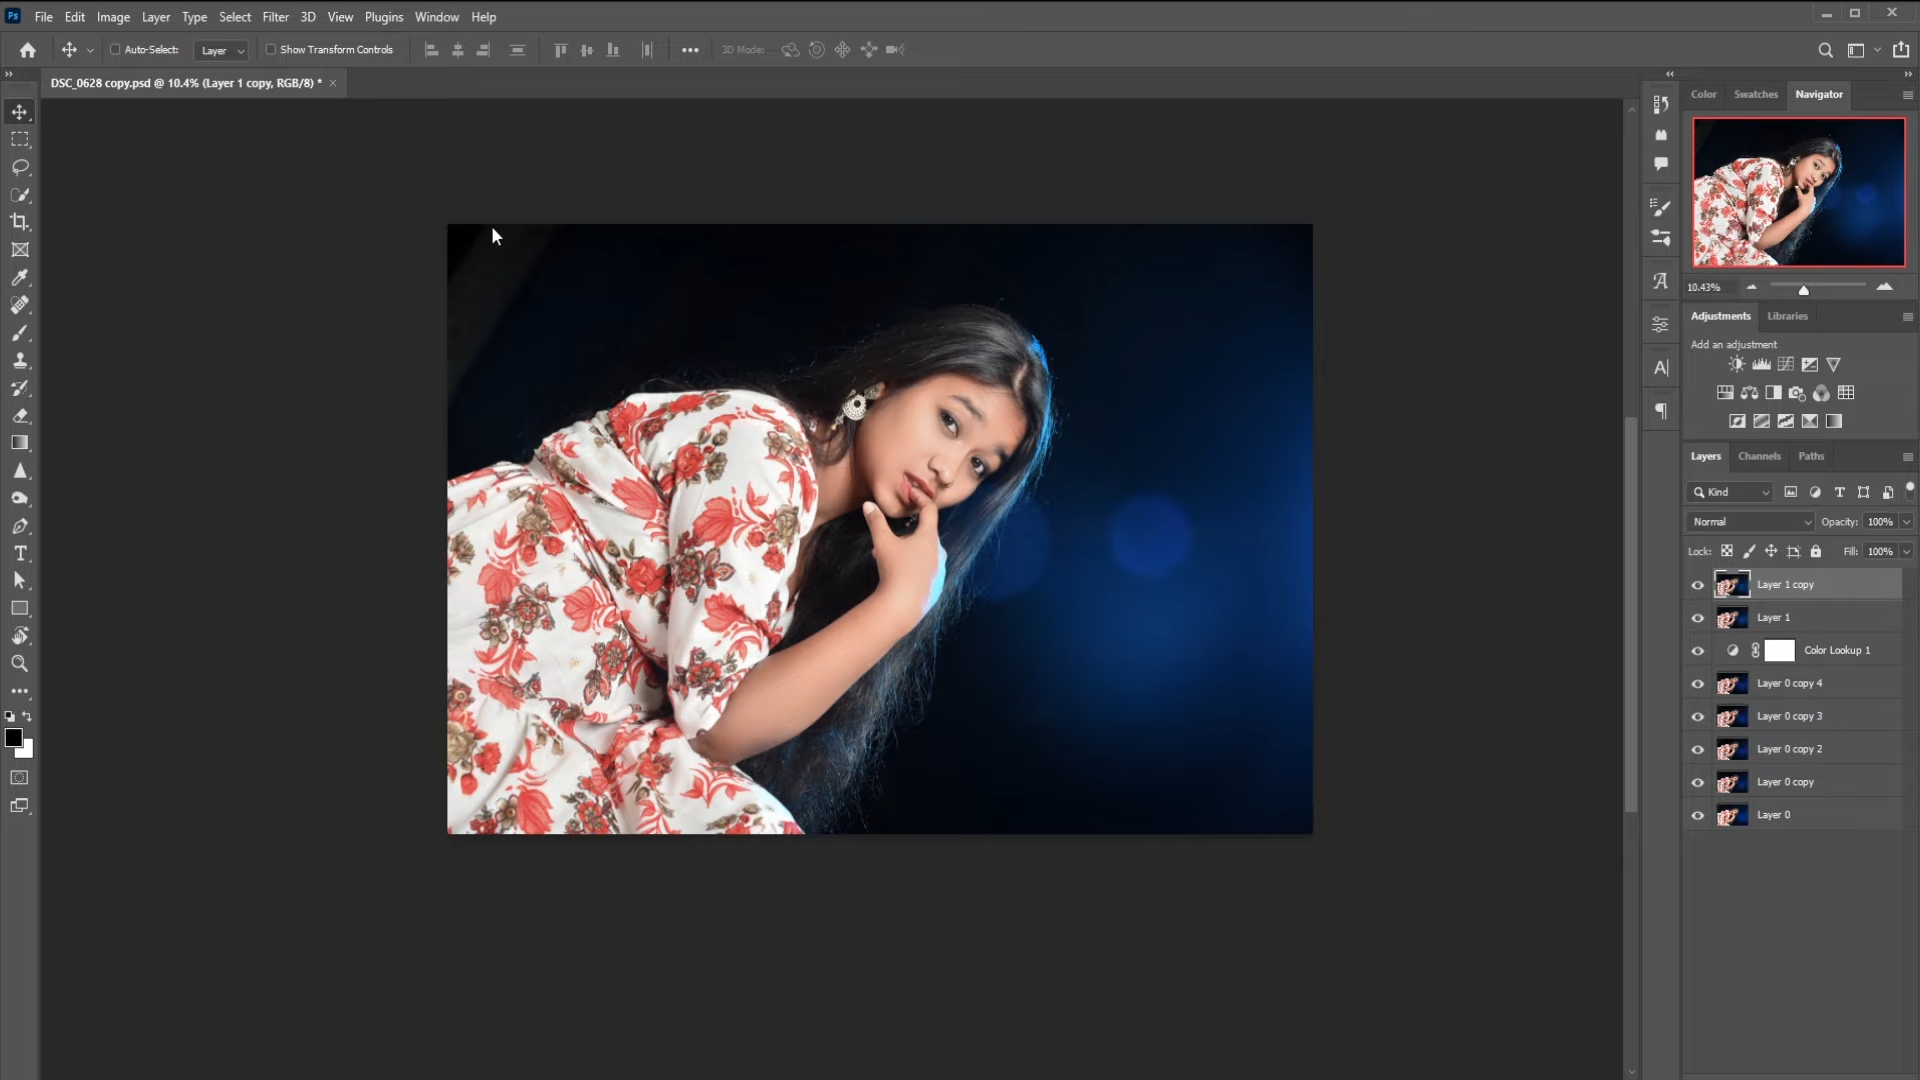 Ps File Edit Image Layer Type Select Filter 3D View Plugins Window Help
Auto-Select: Layer Show Transform Controls 3D Mode:
DSC_0628 copy.psd @ 10.4% (Layer 1 copy, RGB/8) * ×
Color Swatches Navigator
10.43%
Adjustments Libraries
Add an adjustment
Layers Channels Paths
Kind
Normal Opacity: 100%
Lock: Fill: 100%
Layer 1 copy
Layer 1
Color Lookup 1
Layer 0 copy 4
Layer 0 copy 3
Layer 0 copy 2
Layer 0 copy
Layer 0